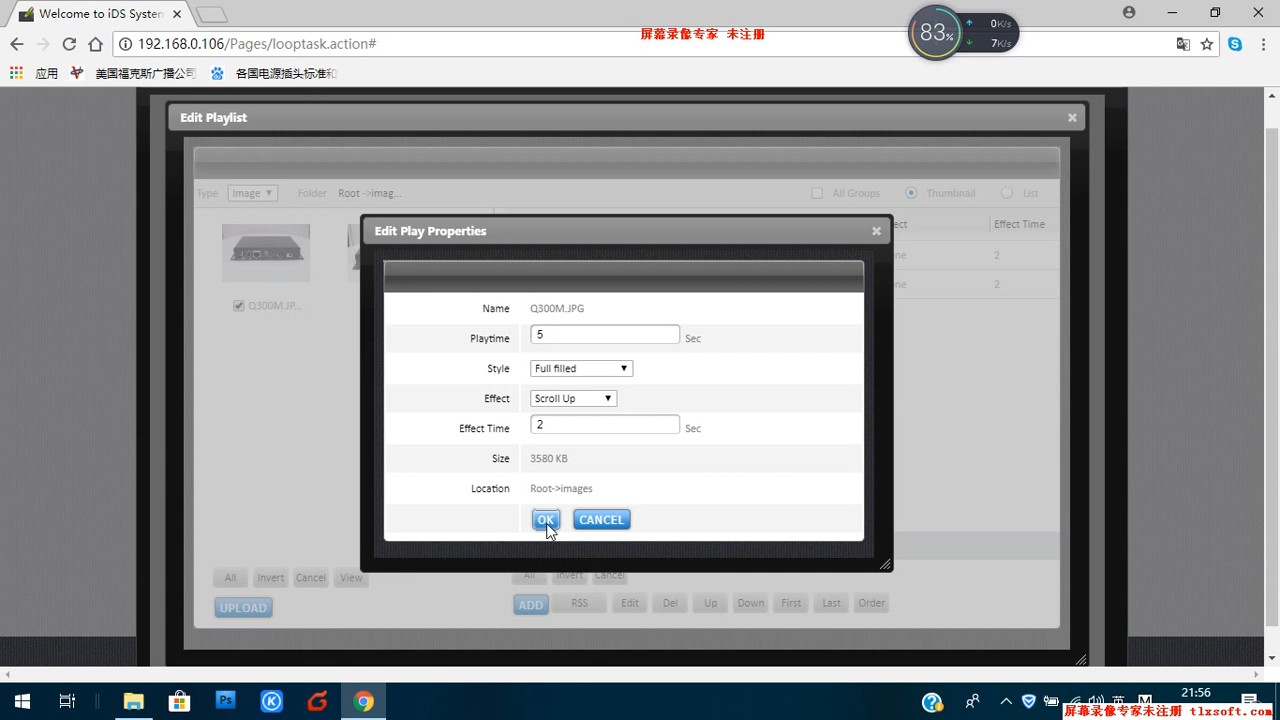 Welcome to iDS System
屏幕录像专家 未注册
83%
0K/s
7K/s
192.168.0.106/Pages/looptask.action#
应用
美国福克斯广播公司
各国电源插头标准和
Edit Playlist
Type Image Folder Root ->imag... All Groups Thumbnail List
Effect Time
2
2
Q300M.JP...
Edit Play Properties
Name Q300M.JPG
Playtime 5 Sec
Style Full filled
Effect Scroll Up
Effect Time 2 Sec
Size 3580 KB
Location Root->images
OK CANCEL
All Invert Cancel View
All Invert Cancel
UPLOAD
ADD RSS Edit Del Up Down First Last Order
英 M 21:56
屏幕录像专家未注册 tlxsoft.com